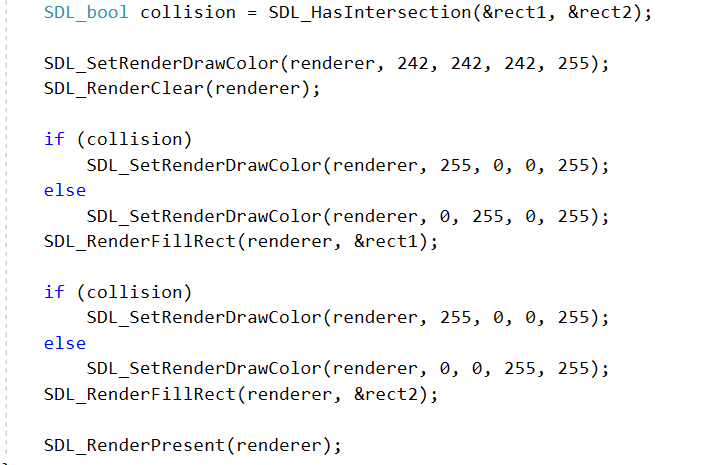 SDL_bool collision = SDL_HasIntersection(&rect1, &rect2);
SDL_SetRenderDrawColor(renderer, 242, 242, 242, 255);
SDL_RenderClear(renderer);
if (collision)
SDL_SetRenderDrawColor(renderer, 255, 0, 0, 255);
else
SDL_SetRenderDrawColor(renderer, 0, 255, 0, 255);
SDL_RenderFillRect(renderer, &rect1);
if (collision)
SDL_SetRenderDrawColor(renderer, 255, 0, 0, 255);
else
SDL_SetRenderDrawColor(renderer, 0, 0, 255, 255);
SDL_RenderFillRect(renderer, &rect2);
SDL_RenderPresent(renderer);